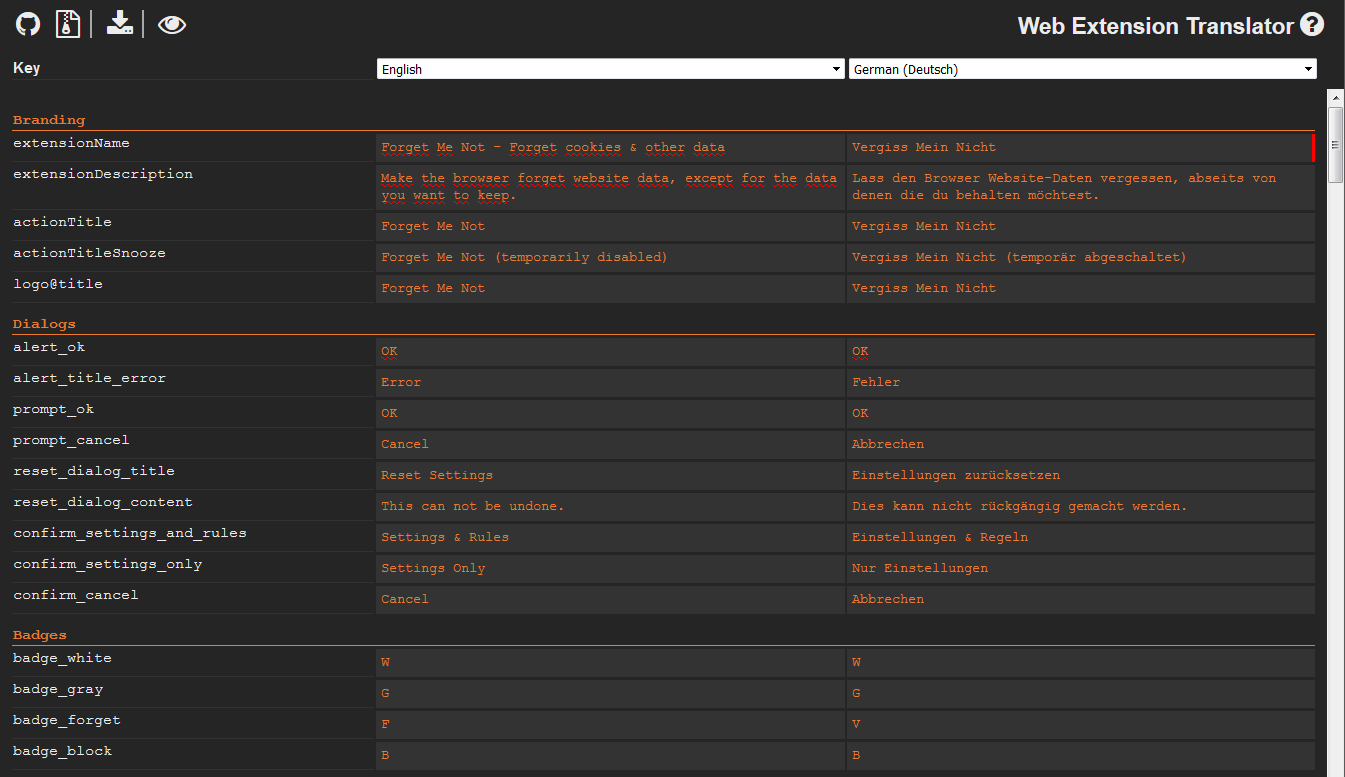 Web Extension Translator
Key English German (Deutsch)
Branding
extensionName Forget Me Not - Forget cookies & other data Vergiss Mein Nicht
extensionDescription Make the browser forget website data, except for the data Lass den Browser Website-Daten vergessen, abseits von
you want to keep. denen die du behalten möchtest.
actionTitle Forget Me Not Vergiss Mein Nicht
actionTitleSnooze Forget Me Not (temporarily disabled) Vergiss Mein Nicht (temporär abgeschaltet)
logo@title Forget Me Not Vergiss Mein Nicht
Dialogs
alert_ok OK OK
alert_title_error Error Fehler
prompt_ok OK OK
prompt_cancel Cancel Abbrechen
reset_dialog_title Reset Settings Einstellungen zurücksetzen
reset_dialog_content This can not be undone. Dies kann nicht rückgängig gemacht werden.
confirm_settings_and_rules Settings & Rules Einstellungen & Regeln
confirm_settings_only Settings Only Nur Einstellungen
confirm_cancel Cancel Abbrechen
Badges
badge_white W W
badge_gray G G
badge_forget F V
badge_block B B